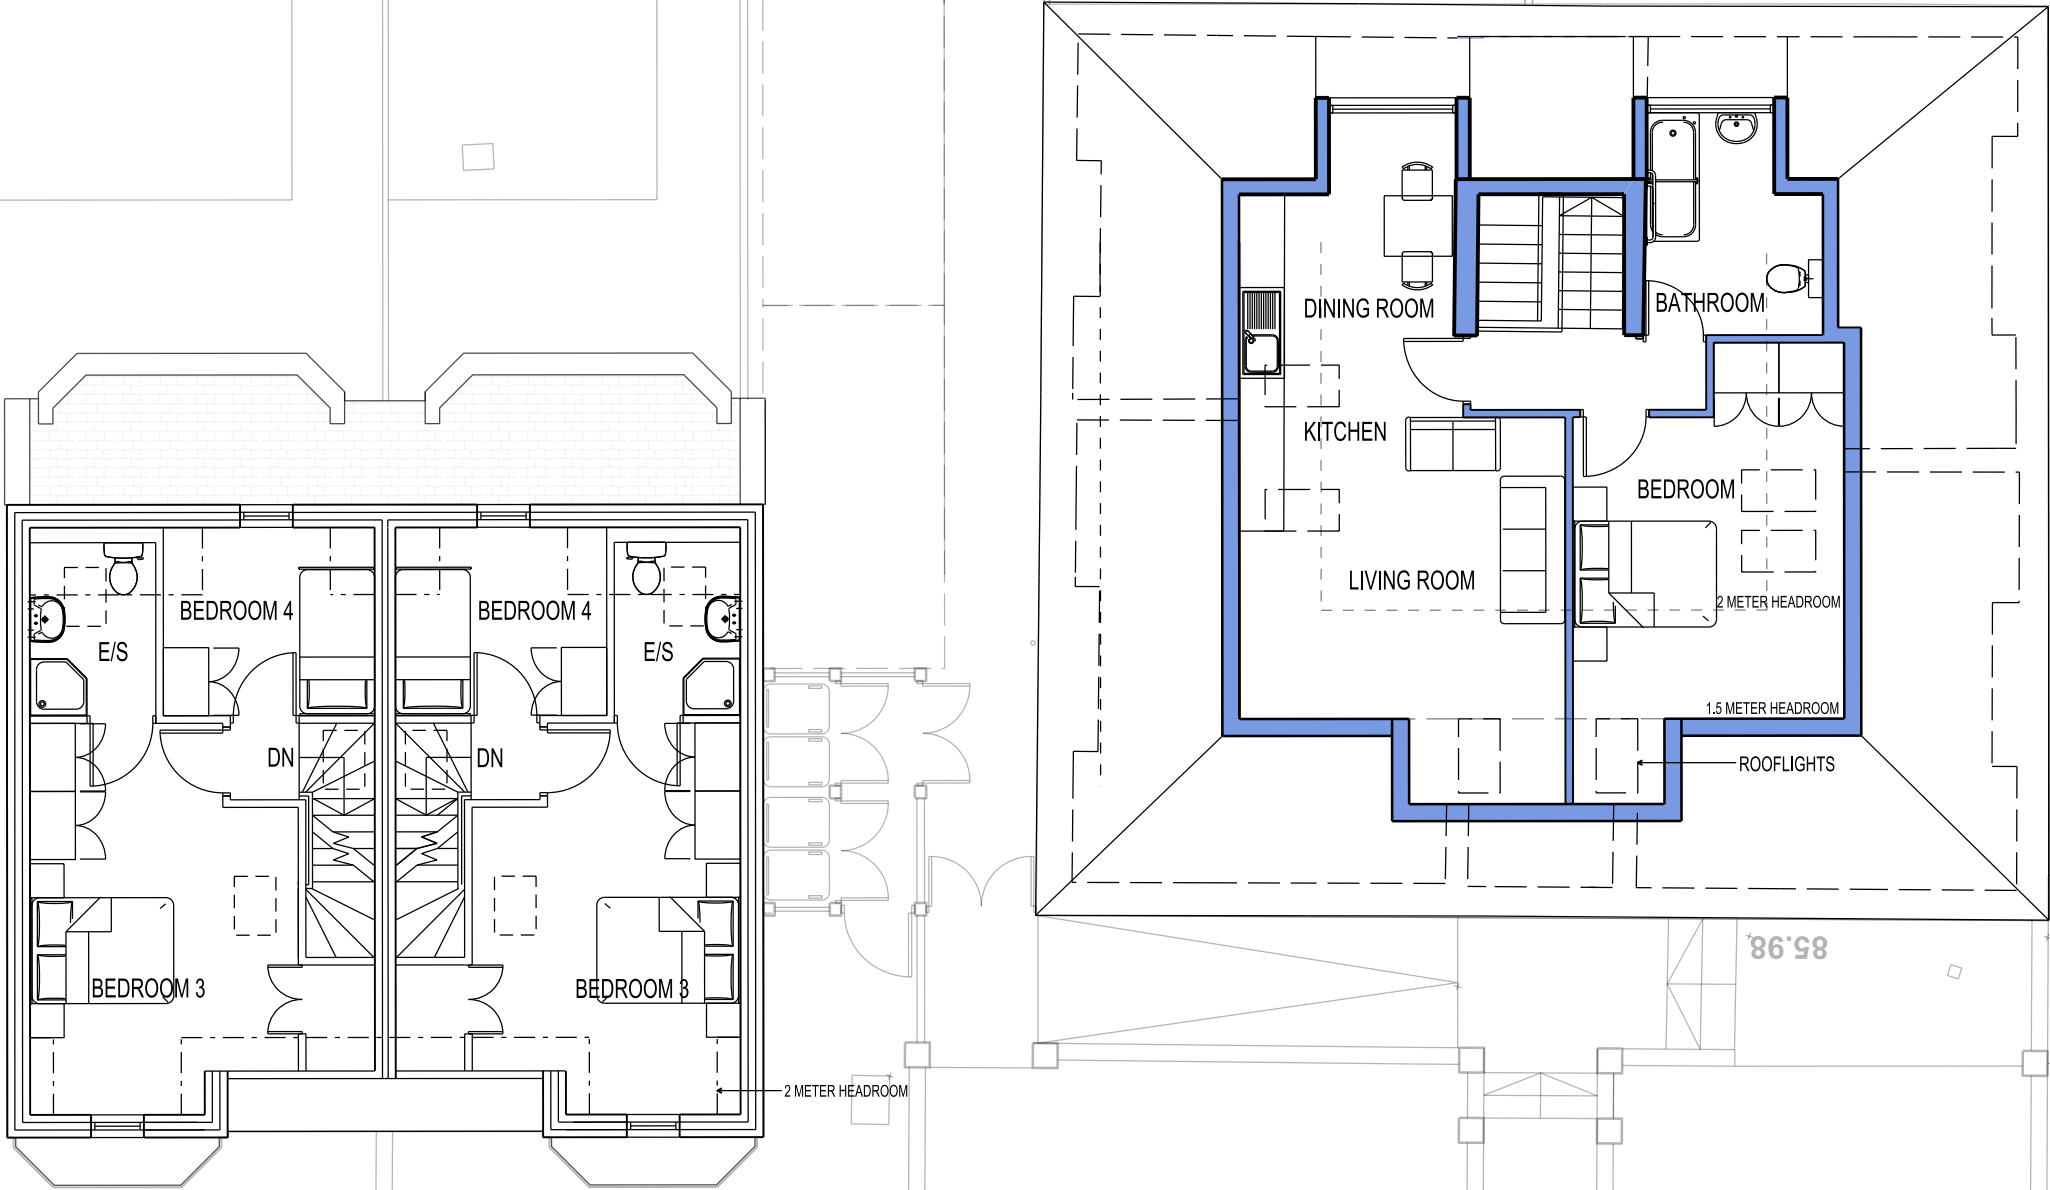 DINING ROOM
BATHROOM
KITCHEN
BEDROOM
LIVING ROOM
2 METER HEADROOM
1.5 METER HEADROOM
ROOFLIGHTS
BEDROOM 4
BEDROOM 4
E/S
E/S
DN
DN
BEDROOM 3
BEDROOM 3
2 METER HEADROOM
85.98